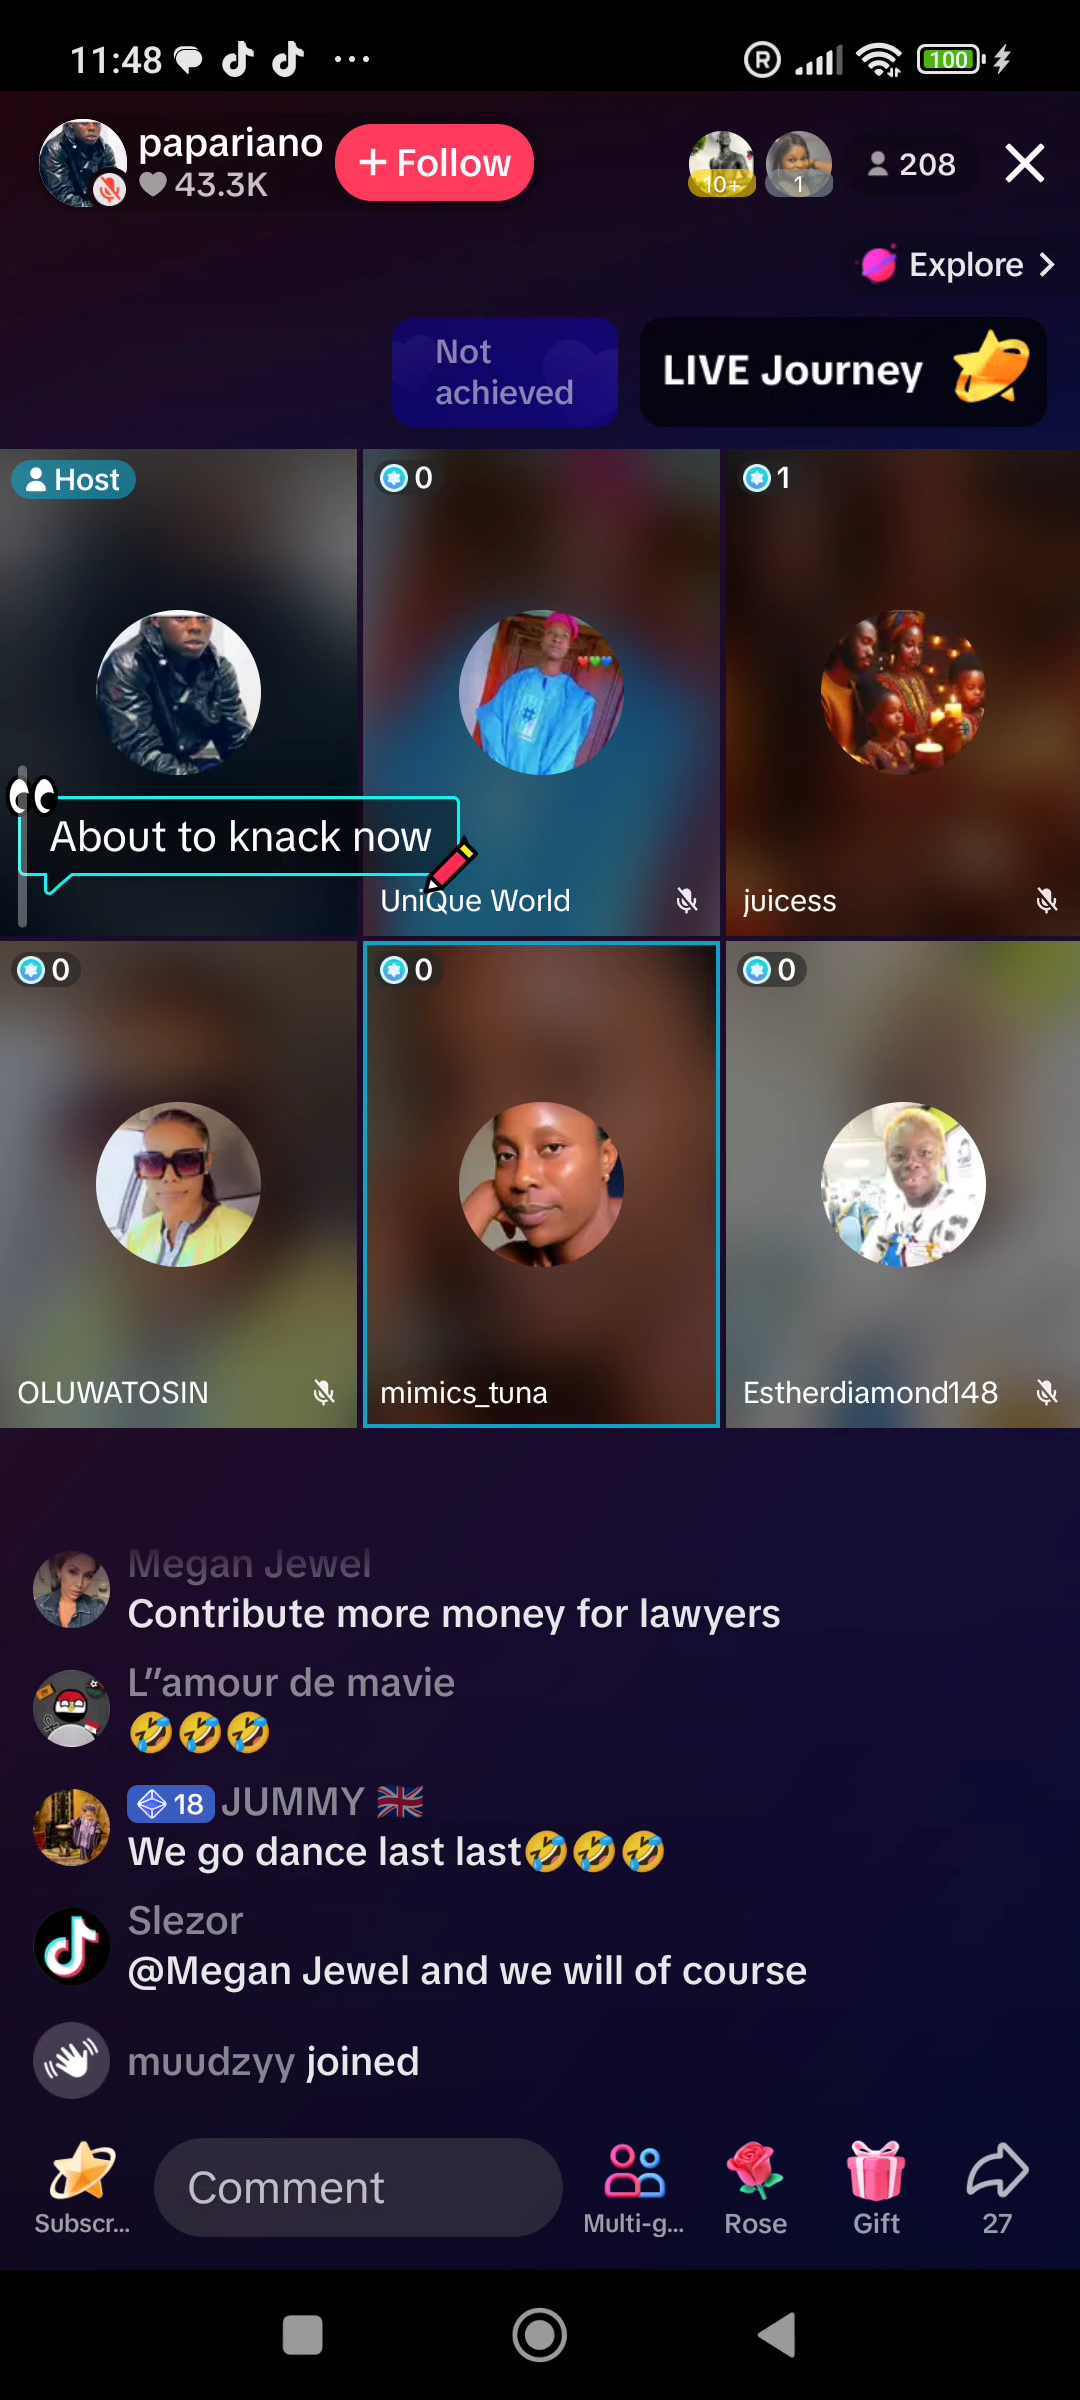 11:48
R
100
papariano
43.3K
+ Follow
10+
1
208
Explore
Not
achieved
LIVE Journey
Host
0
1
About to knack now
UniQue World
juicess
0
0
0
OLUWATOSIN
mimics_tuna
Estherdiamond148
Megan Jewel
Contribute more money for lawyers
L”amour de mavie
🤣🤣🤣
18 JUMMY 🇬🇧
We go dance last last🤣🤣🤣
Slezor
@Megan Jewel and we will of course
muudzyy joined
Comment
Subscr...
Multi-g...
Rose
Gift
27